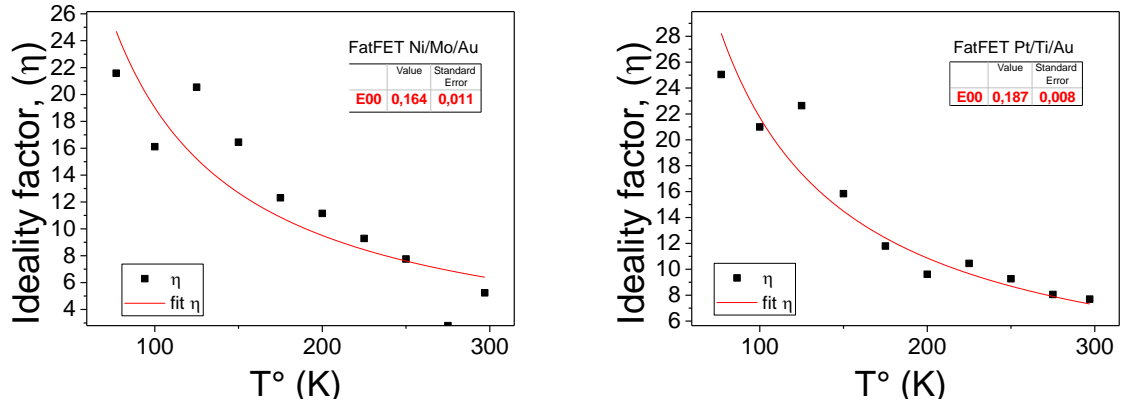 Ideality factor, (η)
26
24
22
20
18
16
14
12
10
8
6
4
FatFET Ni/Mo/Au
Value Standard Error
E00 0,164 0,011
η
fit η
100 200 300
T° (K)
Ideality factor, (η)
28
26
24
22
20
18
16
14
12
10
8
6
FatFET Pt/Ti/Au
Value Standard Error
E00 0,187 0,008
η
fit η
100 200 300
T° (K)